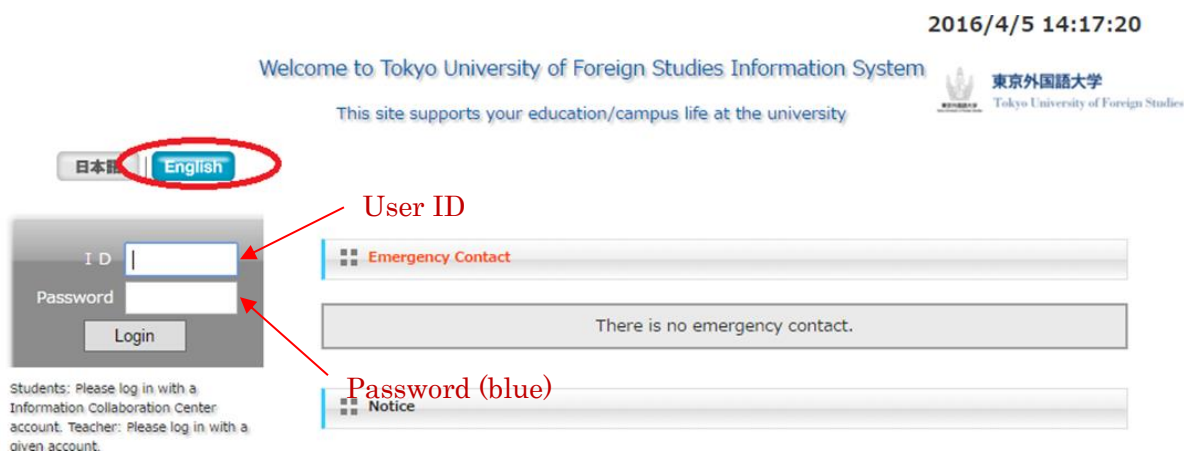 2016/4/5 14:17:20
Welcome to Tokyo University of Foreign Studies Information System
東京外国語大学
Tokyo University of Foreign Studies
This site supports your education/campus life at the university
日本語 | English
User ID
I D
Emergency Contact
Password
Login
There is no emergency contact.
Students: Please log in with a
Information Collaboration Center
account. Teacher: Please log in with a
given account.
Password (blue)
Notice